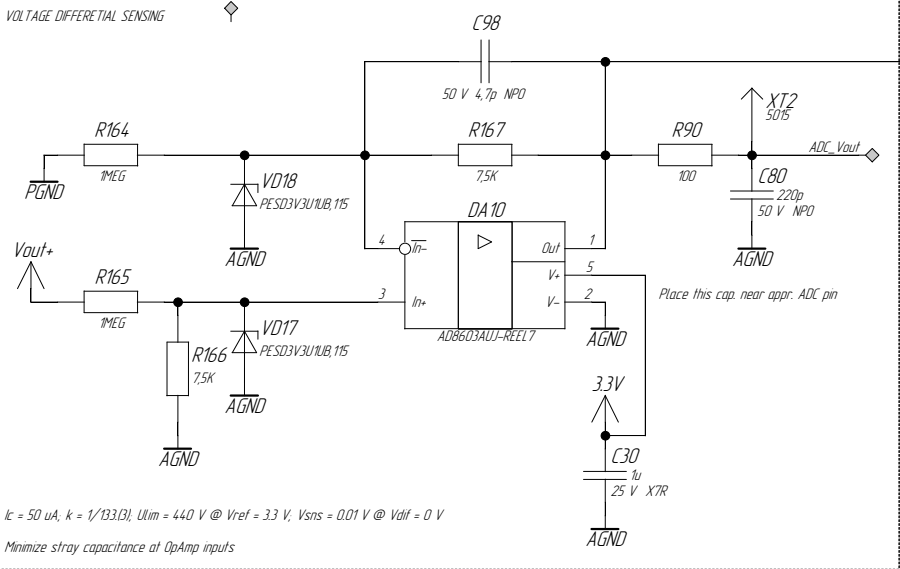 VOLTAGE DIFFERETIAL SENSING
C98
50 V 4,7p NPO
XT2
5015
R164
R167
R90
ADC_Vout
1MEG
7,5K
100
PGND
VD18
PESD3V3U1UB,115
C80
220p
50 V NPO
DA10
AGND
AGND
Vout+
4
In-
Out
1
V+
5
R165
3
In+
V-
2
Place this cap. near appr. ADC pin
1MEG
VD17
PESD3V3U1UB,115
AD8603AUJ-REEL7
AGND
R166
7,5K
3.3V
AGND
AGND
C30
1u
25 V X7R
AGND
Ic = 50 uA; k = 1/133,(3); Ulim = 440 V @ Vref = 3.3 V; Vsns = 0.01 V @ Vdif = 0 V
Minimize stray capacitance at OpAmp inputs